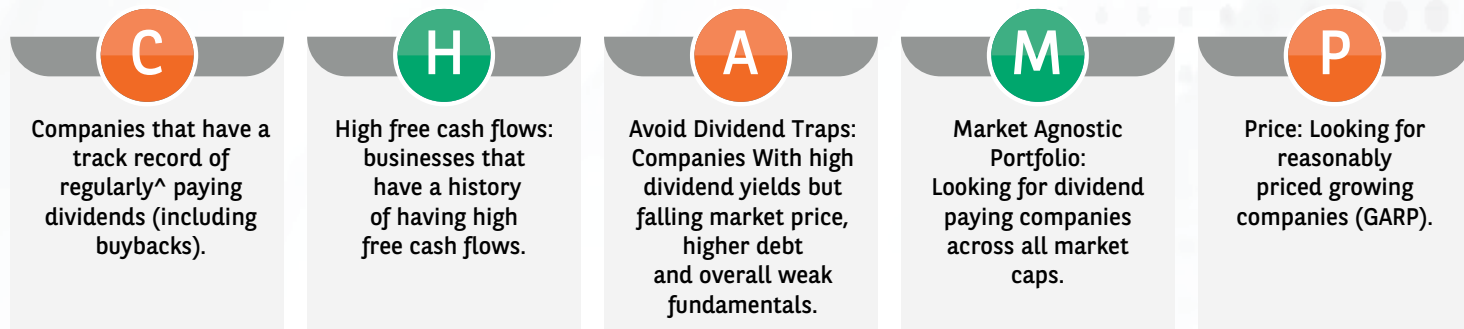 C
Companies that have a
track record of
regularly^ paying
dividends (including
buybacks).
H
High free cash flows:
businesses that
have a history
of having high
free cash flows.
A
Avoid Dividend Traps:
Companies With high
dividend yields but
falling market price,
higher debt
and overall weak
fundamentals.
M
Market Agnostic
Portfolio:
Looking for dividend
paying companies
across all market
caps.
P
Price: Looking for
reasonably
priced growing
companies (GARP).